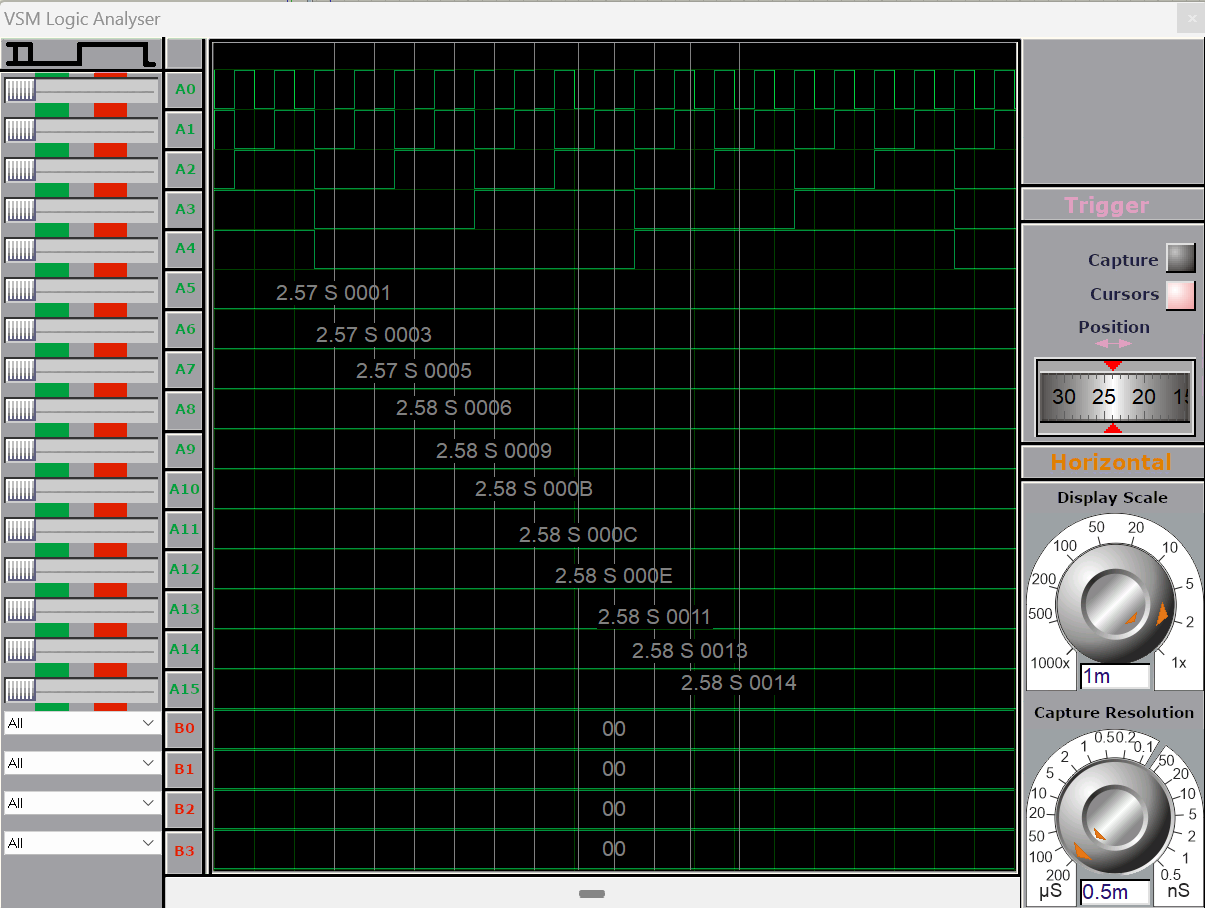 VSM Logic Analyser
A0
A1
A2
A3
A4
A5
A6
A7
A8
A9
A10
A11
A12
A13
A14
A15
B0
B1
B2
B3
All
All
All
All
2.57 S 0001
2.57 S 0003
2.57 S 0005
2.58 S 0006
2.58 S 0009
2.58 S 000B
2.58 S 000C
2.58 S 000E
2.58 S 0011
2.58 S 0013
2.58 S 0014
00
00
00
00
Trigger
Capture
Cursors
Position
30 25 20
Horizontal
Display Scale
1000x 500 200 100 50 20 10 5 2 1x
1m
Capture Resolution
200 100 50 20 10 5 2 1 0.5 0.2 0.1 50 20 10 5 2 1 0.5
µS nS
0.5m